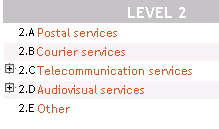 LEVEL 2
2.A Postal services
2.B Courier services
2.C Telecommunication services
2.D Audiovisual services
2.E Other